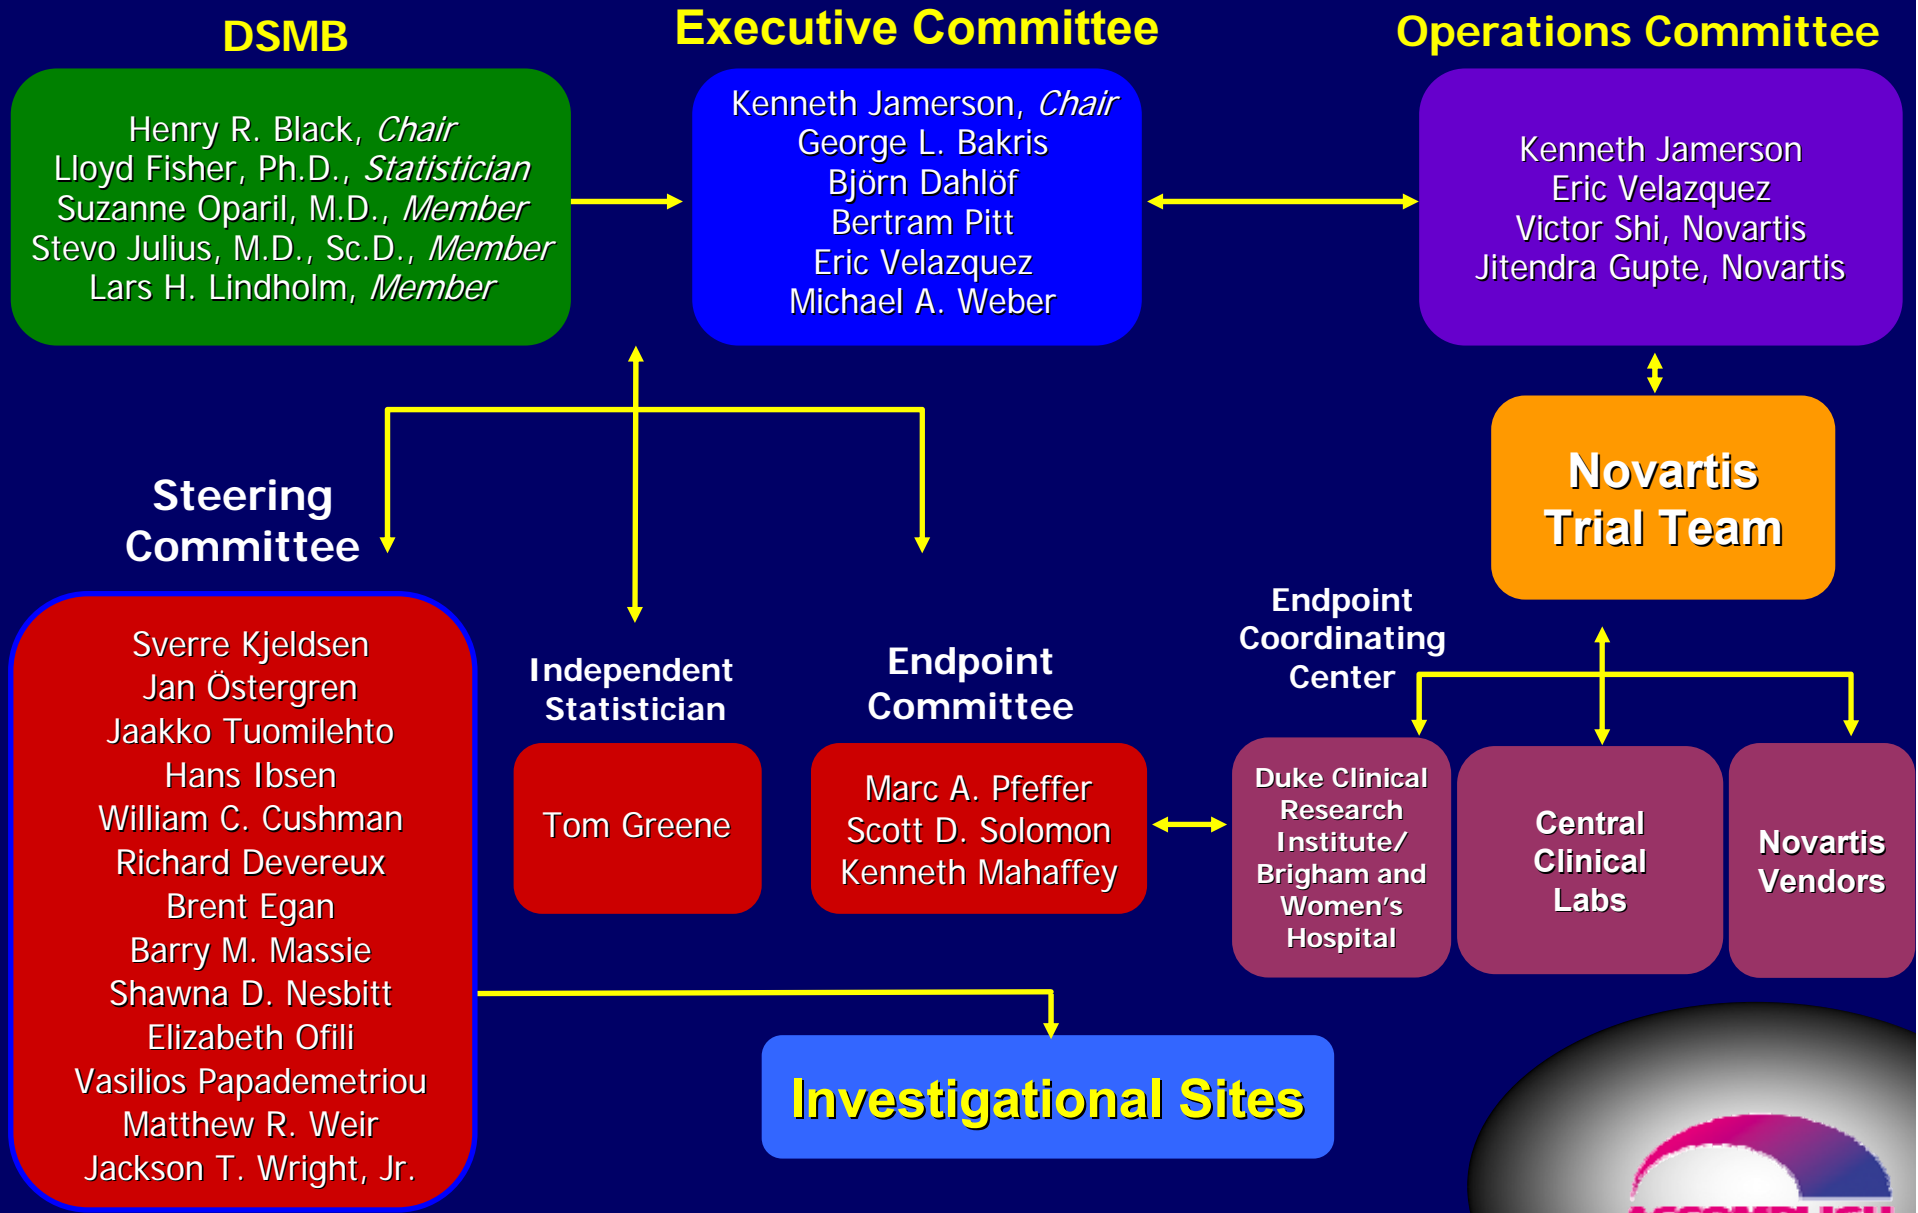 DSMB
Henry R. Black, Chair
Lloyd Fisher, Ph.D., Statistician
Suzanne Oparil, M.D., Member
Stevo Julius, M.D., Sc.D., Member
Lars H. Lindholm, Member
Executive Committee
Kenneth Jamerson, Chair
George L. Bakris
Björn Dahlöf
Bertram Pitt
Eric Velazquez
Michael A. Weber
Operations Committee
Kenneth Jamerson
Eric Velazquez
Victor Shi, Novartis
Jitendra Gupte, Novartis
Novartis
Trial Team
Steering
Committee
Sverre Kjeldsen
Jan Östergren
Jaakko Tuomilehto
Hans Ibsen
William C. Cushman
Richard Devereux
Brent Egan
Barry M. Massie
Shawna D. Nesbitt
Elizabeth Ofili
Vasilios Papademetriou
Matthew R. Weir
Jackson T. Wright, Jr.
Independent
Statistician
Tom Greene
Endpoint
Committee
Marc A. Pfeffer
Scott D. Solomon
Kenneth Mahaffey
Endpoint
Coordinating
Center
Duke Clinical
Research
Institute/
Brigham and
Women's
Hospital
Central
Clinical
Labs
Novartis
Vendors
Investigational Sites
ACCOMPLISH